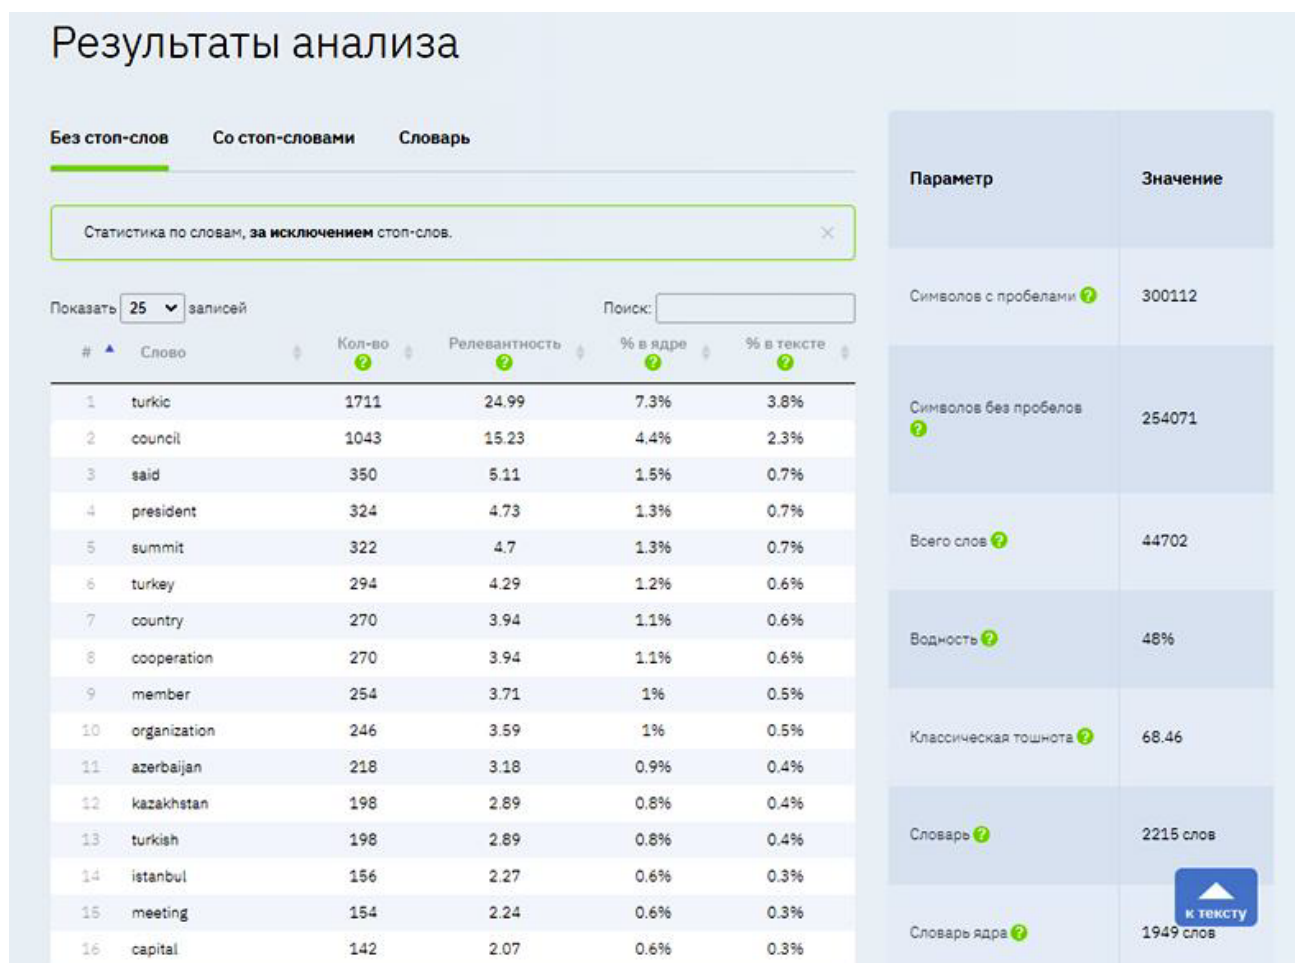 Результаты анализа
Без стоп-слов Со стоп-словами Словарь
Статистика по словам, за исключением стоп-слов. ×
Показать 25 записей Поиск:
# Слово Кол-во Релевантность % в ядре % в тексте
1 turkic 1711 24.99 7.3% 3.8%
2 council 1043 15.23 4.4% 2.3%
3 said 350 5.11 1.5% 0.7%
4 president 324 4.73 1.3% 0.7%
5 summit 322 4.7 1.3% 0.7%
6 turkey 294 4.29 1.2% 0.6%
7 country 270 3.94 1.1% 0.6%
8 cooperation 270 3.94 1.1% 0.6%
9 member 254 3.71 1% 0.5%
10 organization 246 3.59 1% 0.5%
11 azerbaijan 218 3.18 0.9% 0.4%
12 kazakhstan 198 2.89 0.8% 0.4%
13 turkish 198 2.89 0.8% 0.4%
14 istanbul 156 2.27 0.6% 0.3%
15 meeting 154 2.24 0.6% 0.3%
16 capital 142 2.07 0.6% 0.3%
Параметр Значение
Символов с пробелами ? 300112
Символов без пробелов ? 254071
Всего слов ? 44702
Водность ? 48%
Классическая тошнота ? 68.46
Словарь ? 2215 слов
Словарь ядра ? 1949 слов
к тексту